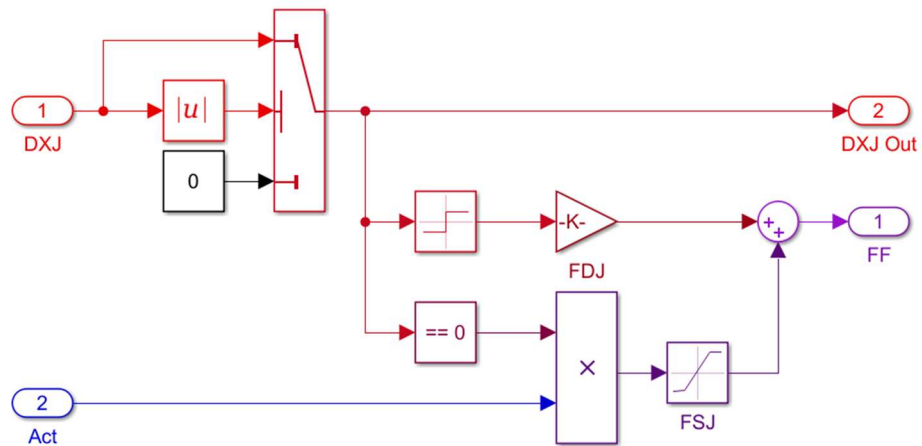 1
DXJ
|u|
0
2
DXJ Out
-K-
FDJ
+
+
1
FF
== 0
×
FSJ
2
Act